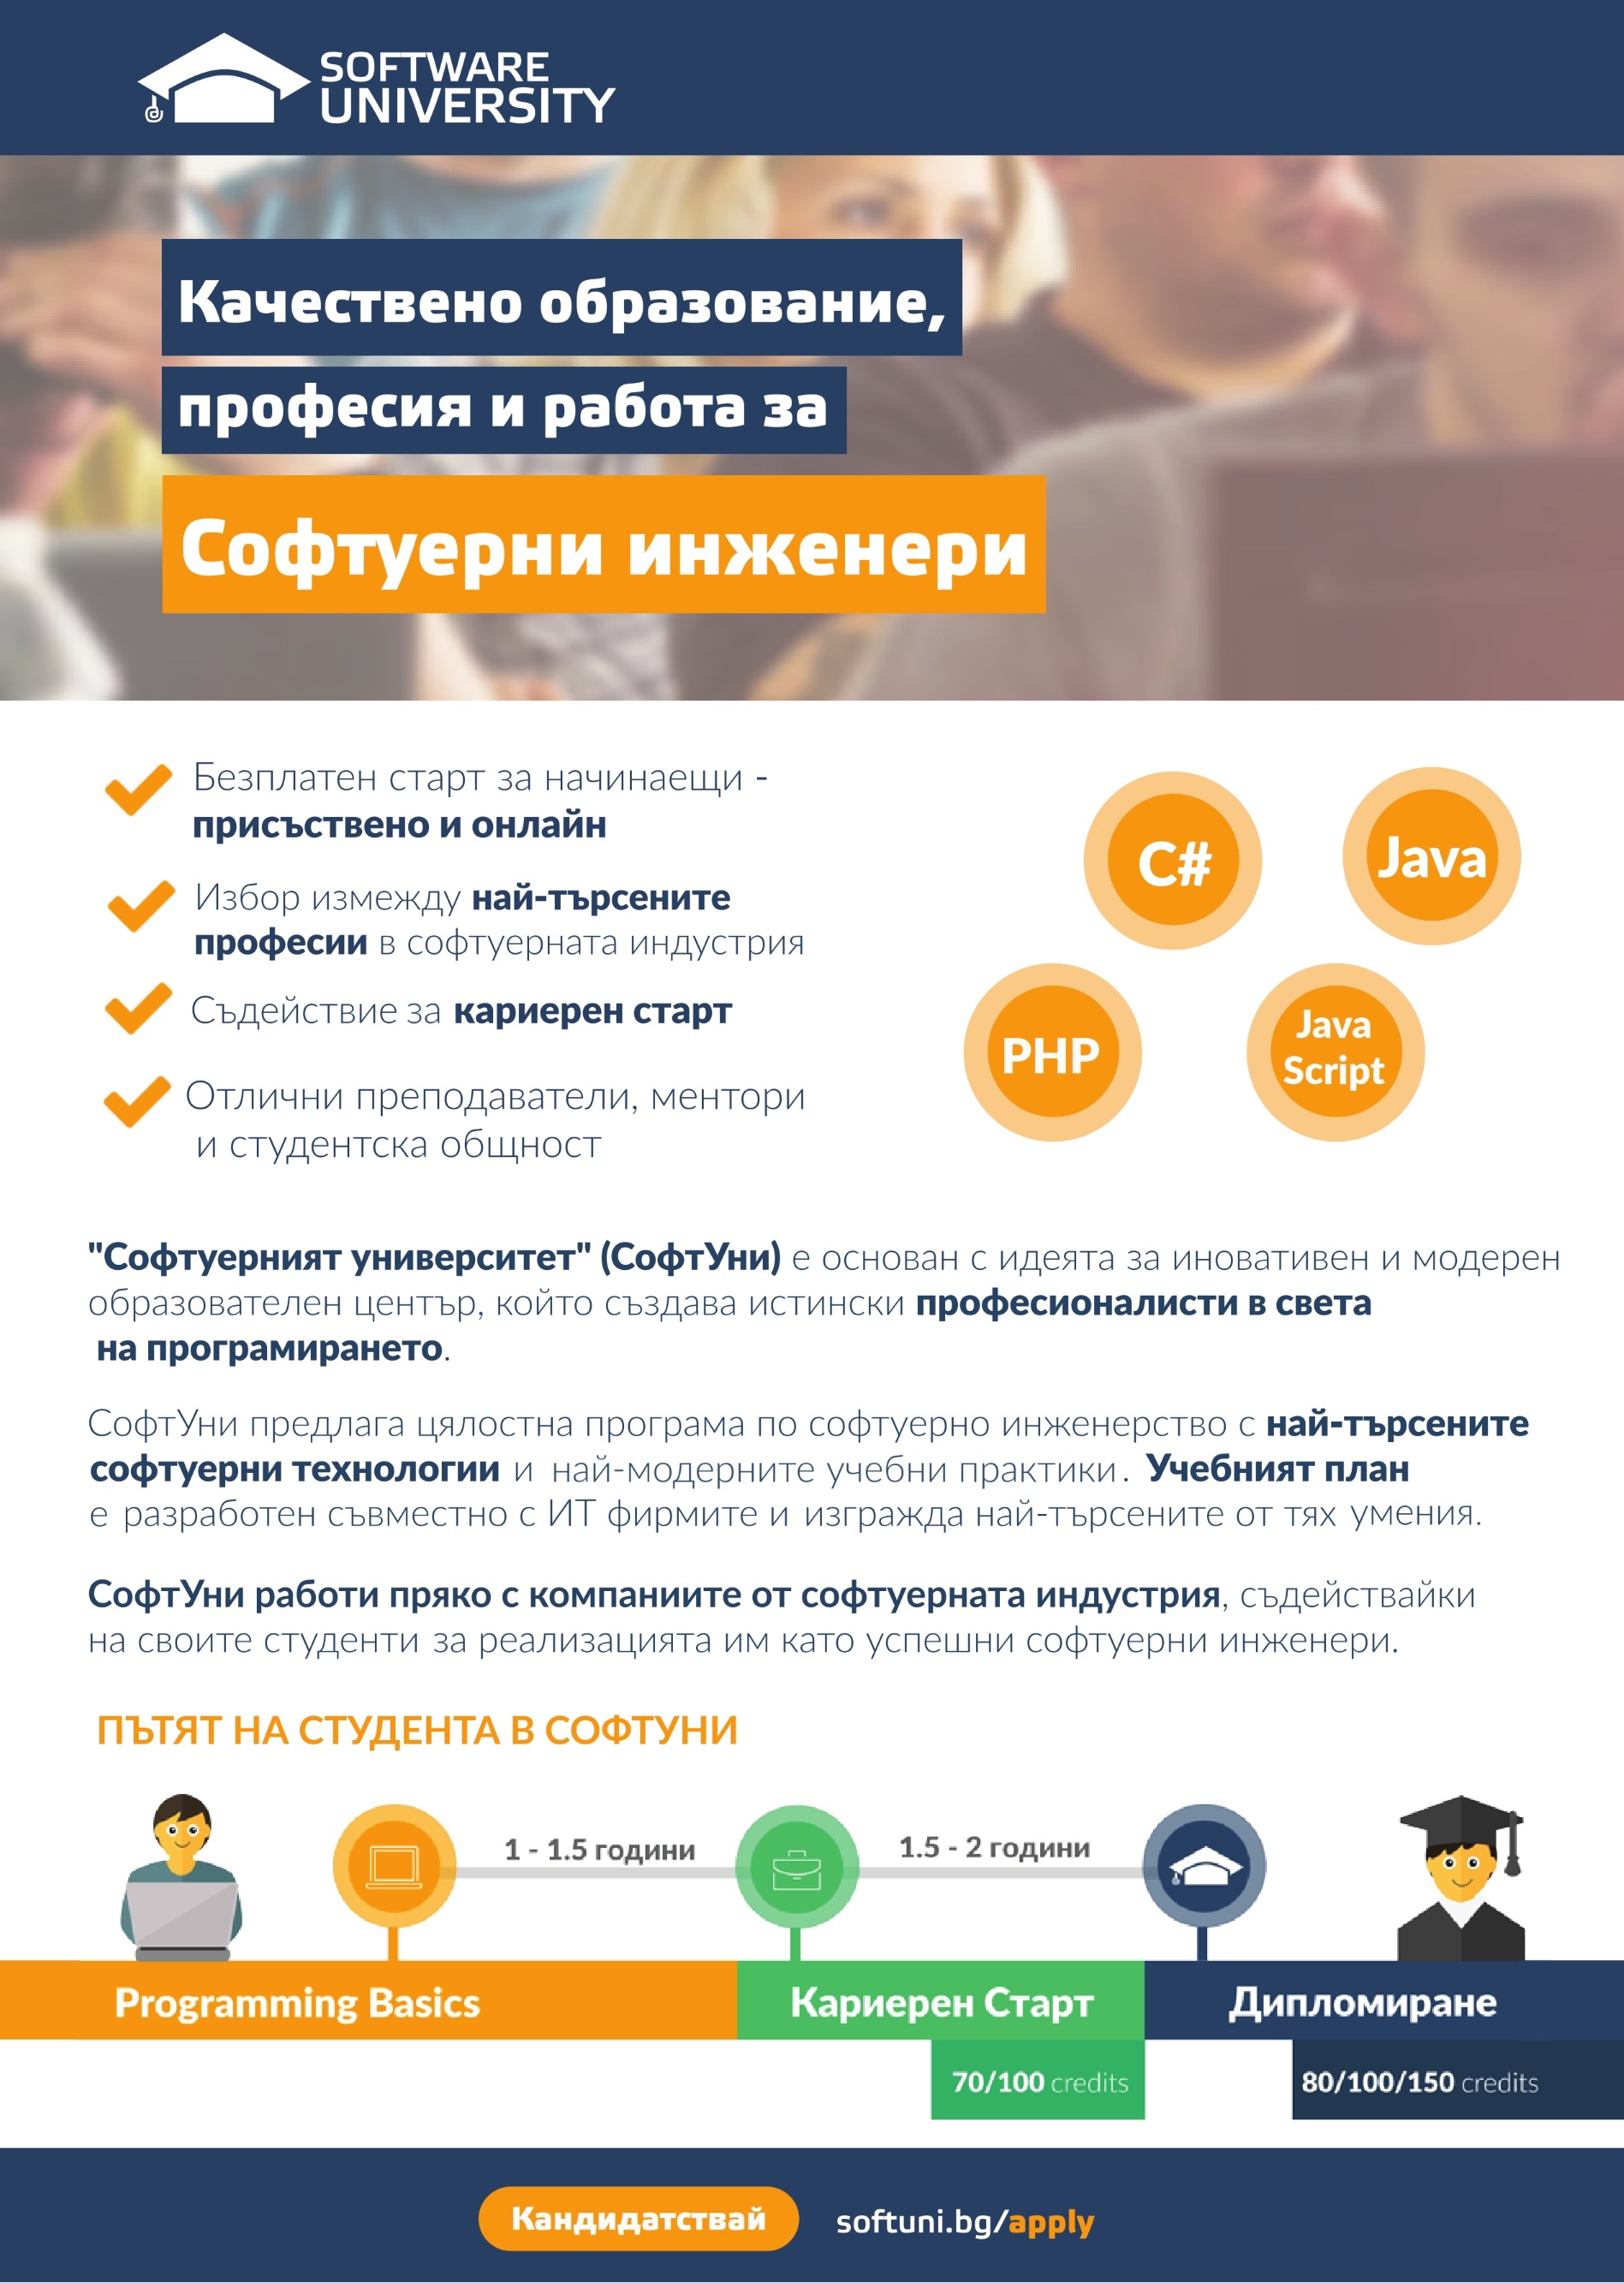 SOFTWARE
UNIVERSITY
Качествено образование,
професия и работа за
Софтуерни инженери
Безплатен старт за начинаещи -
присъствено и онлайн
Избор измежду най-търсените
професии в софтуерната индустрия
Съдействие за кариерен старт
Отлични преподаватели, ментори
и студентска общност
C#
Java
PHP
Java
Script
"Софтуерният университет" (СофтУни) е основан с идеята за иновативен и модерен
образователен център, който създава истински професионалисти в света
на програмирането.
СофтУни предлага цялостна програма по софтуерно инженерство с най-търсените
софтуерни технологии и най-модерните учебни практики. Учебният план
е разработен съвместно с ИТ фирмите и изгражда най-търсените от тях умения.
СофтУни работи пряко с компаниите от софтуерната индустрия, съдействайки
на своите студенти за реализацията им като успешни софтуерни инженери.
ПЪТЯТ НА СТУДЕНТА В СОФТУНИ
1 - 1.5 години
1.5 - 2 години
Programming Basics
Кариерен Старт
Дипломиране
70/100 credits
80/100/150 credits
Кандидатствай
softuni.bg/apply